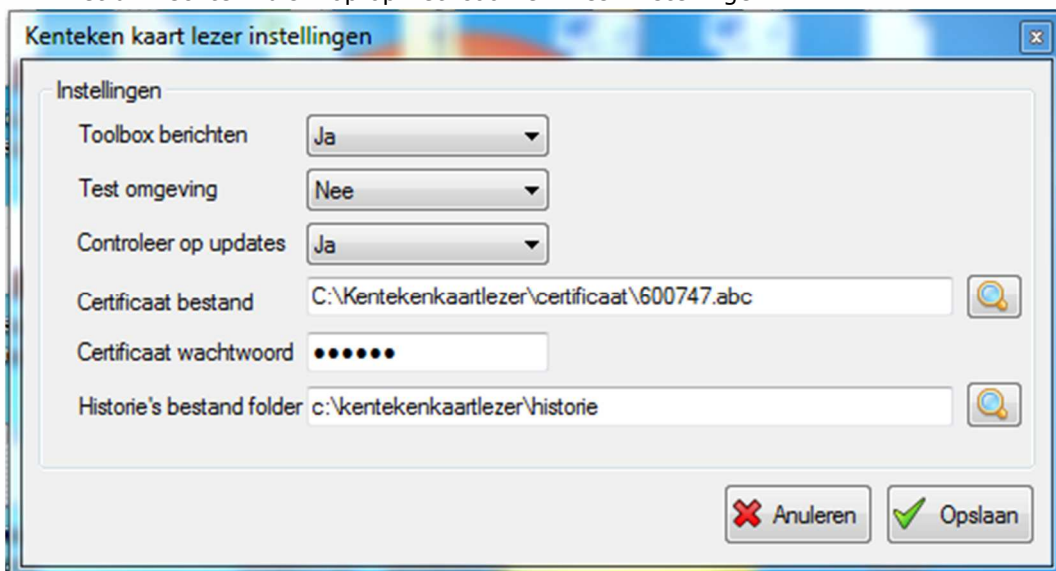 Kenteken kaart lezer instellingen
Instellingen
Toolbox berichten Ja
Test omgeving Nee
Controleer op updates Ja
Certificaat bestand C:\Kentekenkaartlezer\certificaat\600747.abc
Certificaat wachtwoord ••••••
Historie's bestand folder c:\kentekenkaartlezer\historie
Anuleren Opslaan